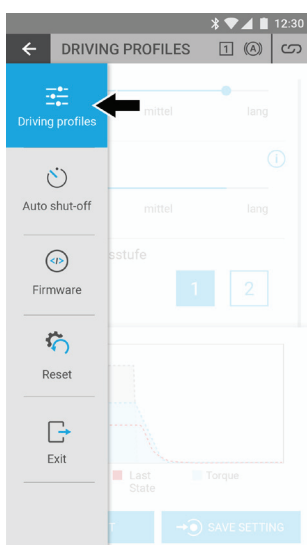 12:30
DRIVING PROFILES
1
(A)
Driving profiles
mittel
lang
i
Auto shut-off
mittel
lang
sstufe
</>
Firmware
1
2
Reset
Last
State
Torque
Exit
T
SAVE SETTING